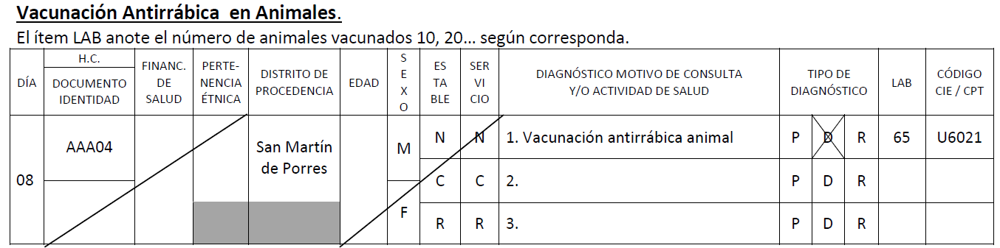 Vacunación Antirrábica en Animales.
El ítem LAB anote el número de animales vacunados 10, 20... según corresponda.
DÍA
H.C.
DOCUMENTO
IDENTIDAD
FINANC.
DE
SALUD
PERTE-
NENCIA
ÉTNICA
DISTRITO DE
PROCEDENCIA
EDAD
S
E
X
O
ES
TA
BLE
SER
VI
CIO
DIAGNÓSTICO MOTIVO DE CONSULTA
Y/O ACTIVIDAD DE SALUD
TIPO DE
DIAGNÓSTICO
LAB
CÓDIGO
CIE / CPT
08
AAA04
San Martín
de Porres
M
F
N N 1. Vacunación antirrábica animal P D R 65 U6021
C C 2. P D R
R R 3. P D R